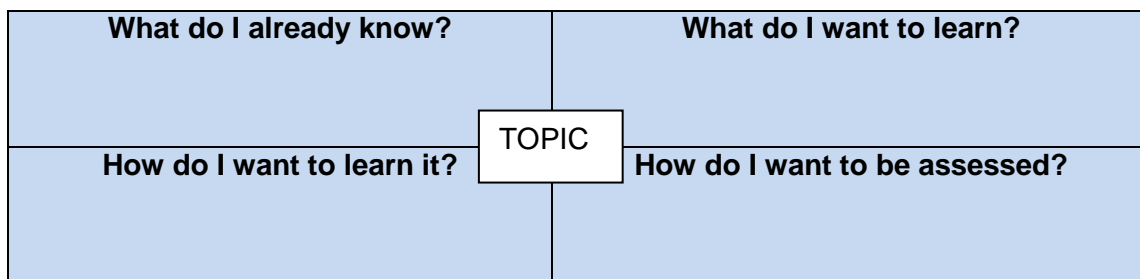 What do I already know?
What do I want to learn?
TOPIC
How do I want to learn it?
How do I want to be assessed?